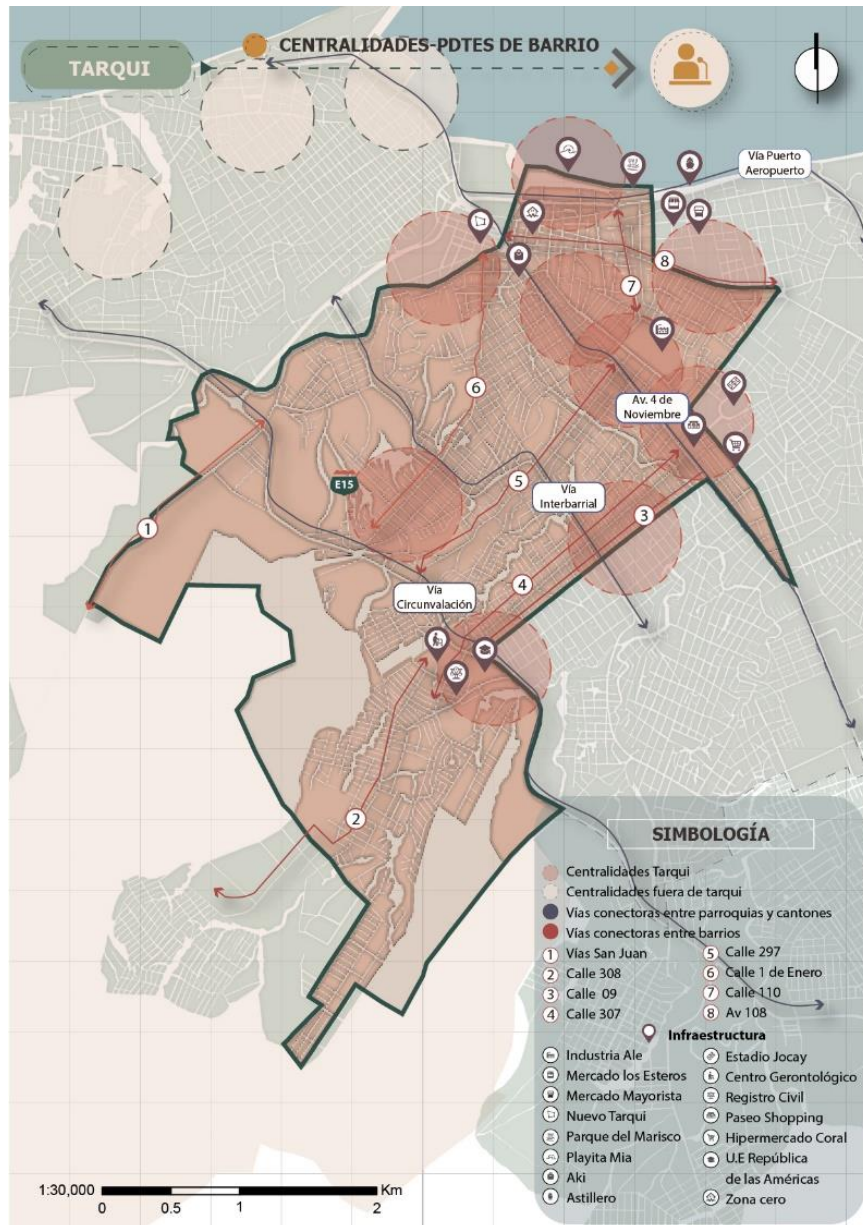 CENTRALIDADES-PDTES DE BARRIO
TARQUI
Vía Puerto
Aeropuerto
8
7
6
Av. 4 de
Noviembre
E15
5
Vía
Interbarrial
3
1
4
Vía
Circunvalación
2
SIMBOLOGÍA
Centralidades Tarqui
Centralidades fuera de tarqui
Vías conectoras entre parroquias y cantones
Vías conectoras entre barrios
1 Vías San Juan
2 Calle 308
3 Calle 09
4 Calle 307
5 Calle 297
6 Calle 1 de Enero
7 Calle 110
8 Av 108
Infraestructura
Industria Ale
Mercado los Esteros
Mercado Mayorista
Nuevo Tarqui
Parque del Marisco
Playita Mia
Aki
Astillero
Estadio Jocay
Centro Gerontológico
Registro Civil
Paseo Shopping
Hipermercado Coral
U.E República
de las Américas
Zona cero
1:30,000
Km
0 0.5 1 2